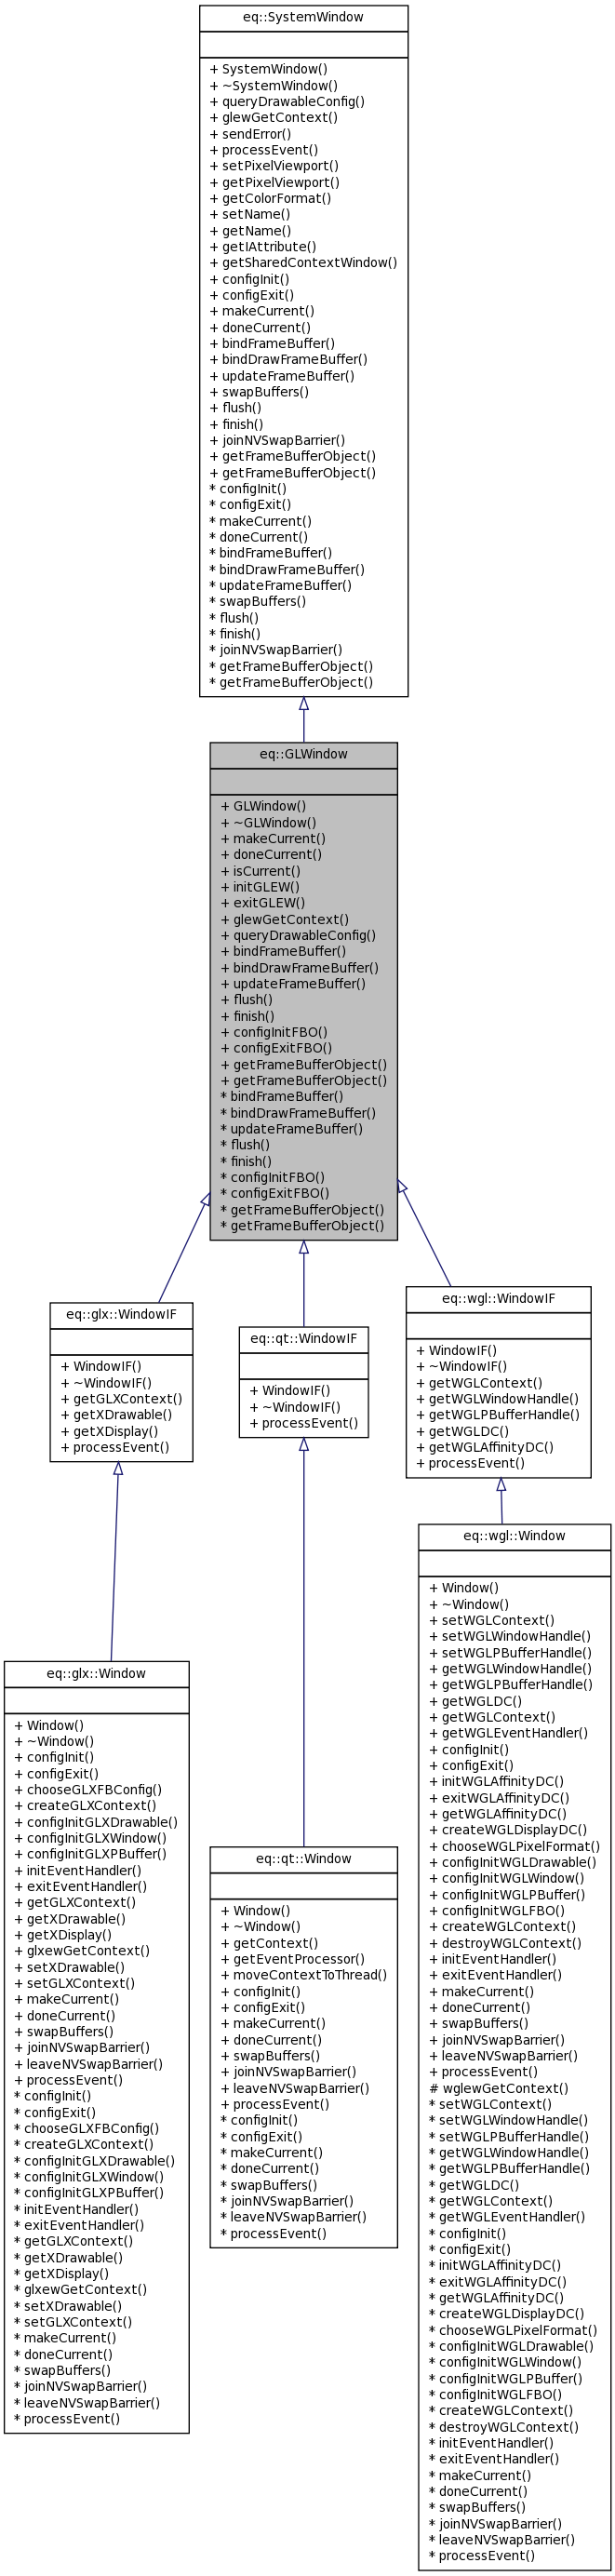 eq::SystemWindow
+ SystemWindow()
+ ~SystemWindow()
+ queryDrawableConfig()
+ glewGetContext()
+ sendError()
+ processEvent()
+ setPixelViewport()
+ getPixelViewport()
+ getColorFormat()
+ setName()
+ getName()
+ getIAttribute()
+ getSharedContextWindow()
+ configInit()
+ configExit()
+ makeCurrent()
+ doneCurrent()
+ bindFrameBuffer()
+ bindDrawFrameBuffer()
+ updateFrameBuffer()
+ swapBuffers()
+ flush()
+ finish()
+ joinNVSwapBarrier()
+ getFrameBufferObject()
+ getFrameBufferObject()
* configInit()
* configExit()
* makeCurrent()
* doneCurrent()
* bindFrameBuffer()
* bindDrawFrameBuffer()
* updateFrameBuffer()
* swapBuffers()
* flush()
* finish()
* joinNVSwapBarrier()
* getFrameBufferObject()
* getFrameBufferObject()
eq::GLWindow
+ GLWindow()
+ ~GLWindow()
+ makeCurrent()
+ doneCurrent()
+ isCurrent()
+ initGLEW()
+ exitGLEW()
+ glewGetContext()
+ queryDrawableConfig()
+ bindFrameBuffer()
+ bindDrawFrameBuffer()
+ updateFrameBuffer()
+ flush()
+ finish()
+ configInitFBO()
+ configExitFBO()
+ getFrameBufferObject()
+ getFrameBufferObject()
* bindFrameBuffer()
* bindDrawFrameBuffer()
* updateFrameBuffer()
* flush()
* finish()
* configInitFBO()
* configExitFBO()
* getFrameBufferObject()
* getFrameBufferObject()
eq::glx::WindowIF
+ WindowIF()
+ ~WindowIF()
+ getGLXContext()
+ getXDrawable()
+ getXDisplay()
+ processEvent()
eq::qt::WindowIF
+ WindowIF()
+ ~WindowIF()
+ processEvent()
eq::wgl::WindowIF
+ WindowIF()
+ ~WindowIF()
+ getWGLContext()
+ getWGLWindowHandle()
+ getWGLPBufferHandle()
+ getWGLDC()
+ getWGLAffinityDC()
+ processEvent()
eq::glx::Window
+ Window()
+ ~Window()
+ configInit()
+ configExit()
+ chooseGLXFBConfig()
+ createGLXContext()
+ configInitGLXDrawable()
+ configInitGLXWindow()
+ configInitGLXPBuffer()
+ initEventHandler()
+ exitEventHandler()
+ getGLXContext()
+ getXDrawable()
+ getXDisplay()
+ glxewGetContext()
+ setXDrawable()
+ setGLXContext()
+ makeCurrent()
+ doneCurrent()
+ swapBuffers()
+ joinNVSwapBarrier()
+ leaveNVSwapBarrier()
+ processEvent()
* configInit()
* configExit()
* chooseGLXFBConfig()
* createGLXContext()
* configInitGLXDrawable()
* configInitGLXWindow()
* configInitGLXPBuffer()
* initEventHandler()
* exitEventHandler()
* getGLXContext()
* getXDrawable()
* getXDisplay()
* glxewGetContext()
* setXDrawable()
* setGLXContext()
* makeCurrent()
* doneCurrent()
* swapBuffers()
* joinNVSwapBarrier()
* leaveNVSwapBarrier()
* processEvent()
eq::qt::Window
+ Window()
+ ~Window()
+ getContext()
+ getEventProcessor()
+ moveContextToThread()
+ configInit()
+ configExit()
+ makeCurrent()
+ doneCurrent()
+ swapBuffers()
+ joinNVSwapBarrier()
+ leaveNVSwapBarrier()
+ processEvent()
* configInit()
* configExit()
* makeCurrent()
* doneCurrent()
* swapBuffers()
* joinNVSwapBarrier()
* leaveNVSwapBarrier()
* processEvent()
eq::wgl::Window
+ Window()
+ ~Window()
+ setWGLContext()
+ setWGLWindowHandle()
+ setWGLPBufferHandle()
+ getWGLWindowHandle()
+ getWGLPBufferHandle()
+ getWGLDC()
+ getWGLContext()
+ getWGLEventHandler()
+ configInit()
+ configExit()
+ initWGLAffinityDC()
+ exitWGLAffinityDC()
+ getWGLAffinityDC()
+ createWGLDisplayDC()
+ chooseWGLPixelFormat()
+ configInitWGLDrawable()
+ configInitWGLWindow()
+ configInitWGLPBuffer()
+ configInitWGLFBO()
+ createWGLContext()
+ destroyWGLContext()
+ initEventHandler()
+ exitEventHandler()
+ makeCurrent()
+ doneCurrent()
+ swapBuffers()
+ joinNVSwapBarrier()
+ leaveNVSwapBarrier()
+ processEvent()
# wglewGetContext()
* setWGLContext()
* setWGLWindowHandle()
* setWGLPBufferHandle()
* getWGLWindowHandle()
* getWGLPBufferHandle()
* getWGLDC()
* getWGLContext()
* getWGLEventHandler()
* configInit()
* configExit()
* initWGLAffinityDC()
* exitWGLAffinityDC()
* getWGLAffinityDC()
* createWGLDisplayDC()
* chooseWGLPixelFormat()
* configInitWGLDrawable()
* configInitWGLWindow()
* configInitWGLPBuffer()
* configInitWGLFBO()
* createWGLContext()
* destroyWGLContext()
* initEventHandler()
* exitEventHandler()
* makeCurrent()
* doneCurrent()
* swapBuffers()
* joinNVSwapBarrier()
* leaveNVSwapBarrier()
* processEvent()